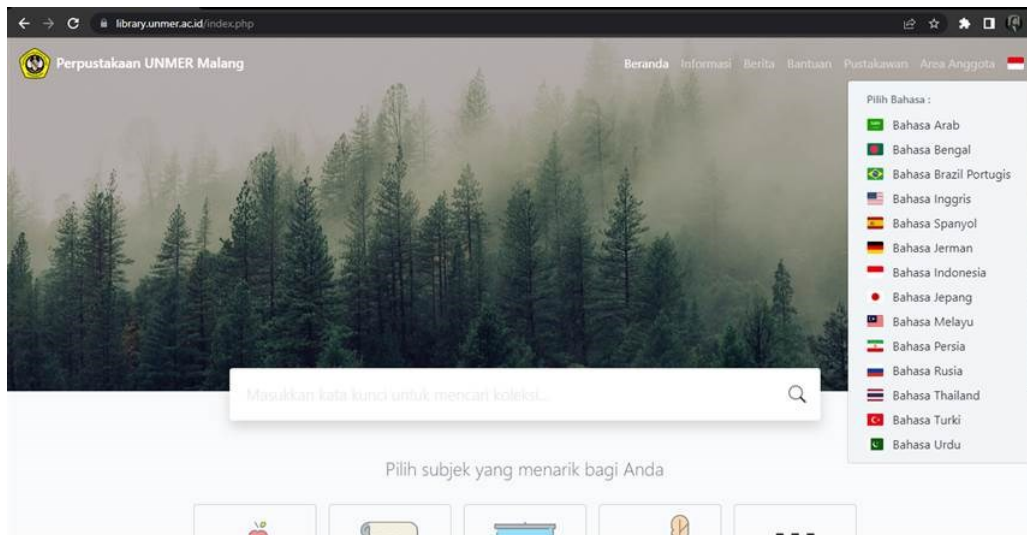 library.unmer.ac.id/index.php
Perpustakaan UNMER Malang
Beranda Informasi Berita Bantuan Pustakawan Area Anggota
Pilih Bahasa :
Bahasa Arab
Bahasa Bengal
Bahasa Brazil Portugis
Bahasa Inggris
Bahasa Spanyol
Bahasa Jerman
Bahasa Indonesia
Bahasa Jepang
Bahasa Melayu
Bahasa Persia
Bahasa Rusia
Bahasa Thailand
Bahasa Turki
Bahasa Urdu
Masukkan kata kunci untuk mencari koleksi...
Pilih subjek yang menarik bagi Anda